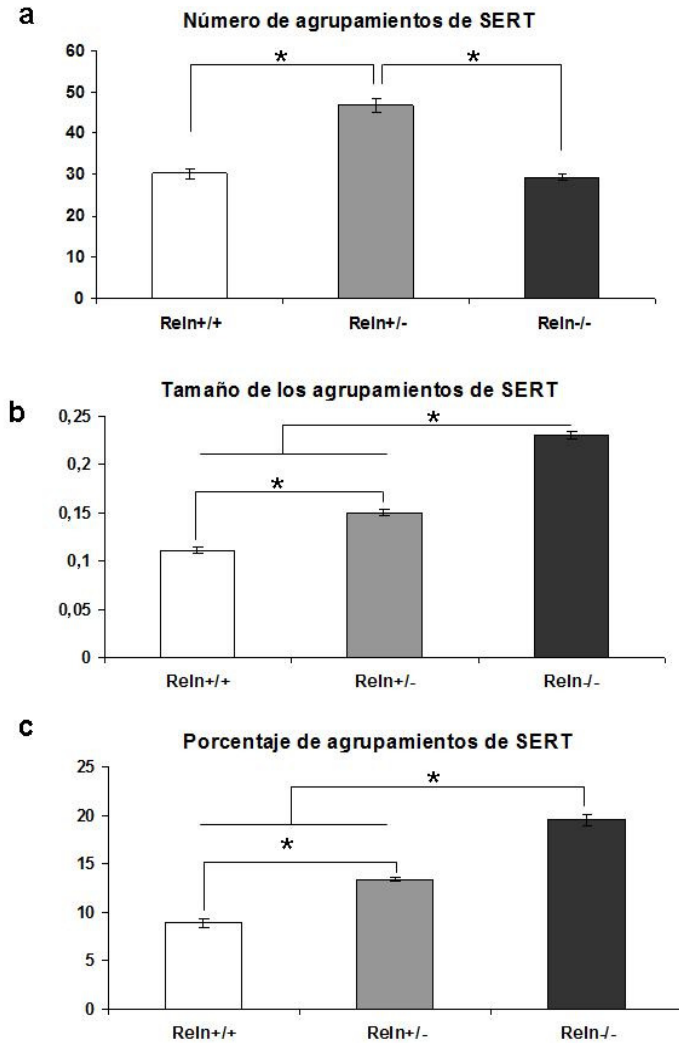 a
Número de agrupamientos de SERT
60
50
40
30
20
10
0
*
*
Reln+/+
Reln+/-
Reln-/-
b
Tamaño de los agrupamientos de SERT
0,25
0,2
0,15
0,1
0,05
0
*
*
Reln+/+
Reln+/-
Reln-/-
c
Porcentaje de agrupamientos de SERT
25
20
15
10
5
0
*
*
Reln+/+
Reln+/-
Reln-/-